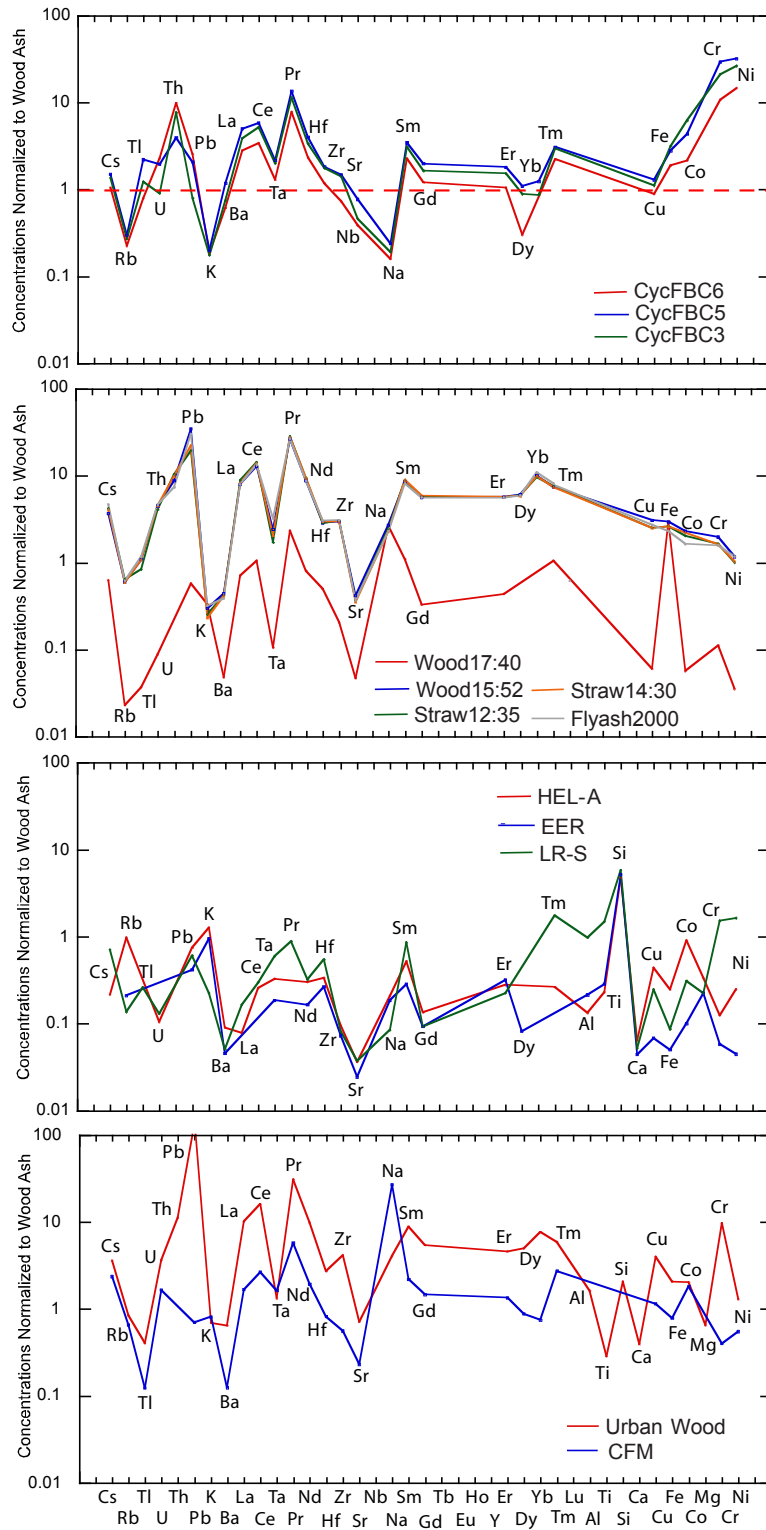 Concentrations Normalized to Wood Ash
100
10
1
0.1
0.01
Cs
Rb
Tl
U
Th
Pb
K
La
Ba
Ce
Ta
Pr
Hf
Zr
Nb
Sr
Na
Sm
Gd
Er
Dy
Yb
Tm
Cu
Fe
Co
Cr
Ni
CycFBC6
CycFBC5
CycFBC3
Concentrations Normalized to Wood Ash
100
10
1
0.1
0.01
Cs
Rb
Tl
U
Th
Pb
K
Ba
La
Ce
Ta
Pr
Nd
Hf
Zr
Sr
Na
Sm
Gd
Er
Dy
Yb
Tm
Cu
Fe
Co
Cr
Ni
Wood17:40
Wood15:52
Straw12:35
Straw14:30
Flyash2000
Concentrations Normalized to Wood Ash
100
10
1
0.1
0.01
HEL-A
EER
LR-S
Cs
Rb
Tl
U
Pb
K
Ba
La
Ce
Ta
Pr
Nd
Hf
Zr
Sr
Na
Sm
Gd
Er
Dy
Tm
Al
Ti
Si
Ca
Cu
Fe
Co
Cr
Ni
Concentrations Normalized to Wood Ash
100
10
1
0.1
0.01
Cs
Rb
Tl
U
Th
Pb
K
Ba
La
Ce
Ta
Pr
Nd
Hf
Zr
Sr
Na
Sm
Gd
Er
Dy
Tm
Al
Ti
Si
Ca
Cu
Fe
Co
Mg
Cr
Ni
Urban Wood
CFM
Cs Tl Th K La Ta Nd Zr Nb Sm Tb Ho Er Yb Lu Ti Ca Fe Mg Ni
Rb U Pb Ba Ce Pr Hf Sr Na Gd Eu Y Dy Tm Al Si Cu Co Cr